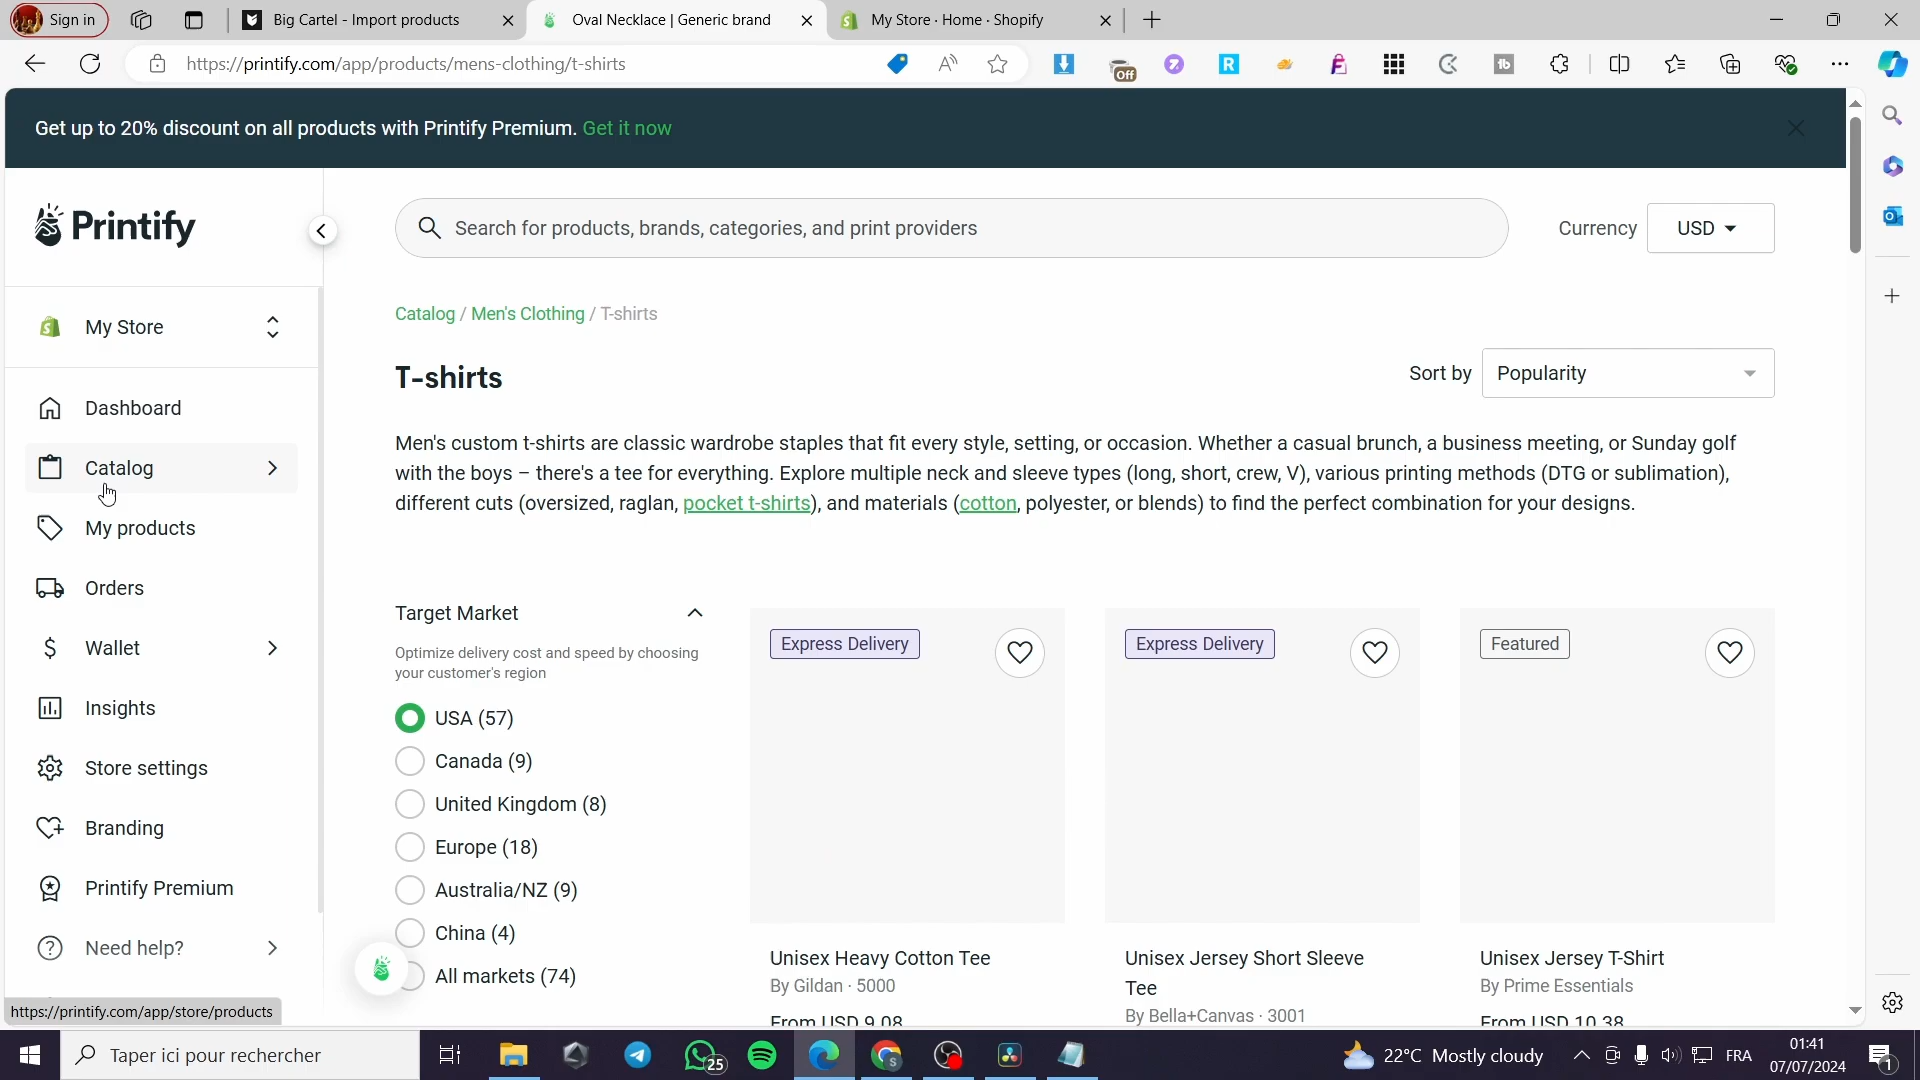 Sign in
Big Cartel - Import products
Oval Necklace | Generic brand
My Store · Home · Shopify
https://printify.com/app/products/mens-clothing/t-shirts
Off
Get up to 20% discount on all products with Printify Premium. Get it now
Printify
Search for products, brands, categories, and print providers
Currency
USD
Catalog / Men's Clothing / T-shirts
My Store
T-shirts
Sort by
Popularity
Dashboard
Catalog
My products
Orders
Wallet
Insights
Store settings
Branding
Printify Premium
Need help?
Men's custom t-shirts are classic wardrobe staples that fit every style, setting, or occasion. Whether a casual brunch, a business meeting, or Sunday golf
with the boys – there's a tee for everything. Explore multiple neck and sleeve types (long, short, crew, V), various printing methods (DTG or sublimation),
different cuts (oversized, raglan, pocket t-shirts), and materials (cotton, polyester, or blends) to find the perfect combination for your designs.
Target Market
Optimize delivery cost and speed by choosing
your customer's region
USA (57)
Canada (9)
United Kingdom (8)
Europe (18)
Australia/NZ (9)
China (4)
All markets (74)
Express Delivery
Unisex Heavy Cotton Tee
By Gildan · 5000
From USD 9.08
Express Delivery
Unisex Jersey Short Sleeve
Tee
By Bella+Canvas · 3001
Featured
Unisex Jersey T-Shirt
By Prime Essentials
From USD 10.38
https://printify.com/app/store/products
Taper ici pour rechercher
25
22°C Mostly cloudy
FRA
01:41
07/07/2024
1